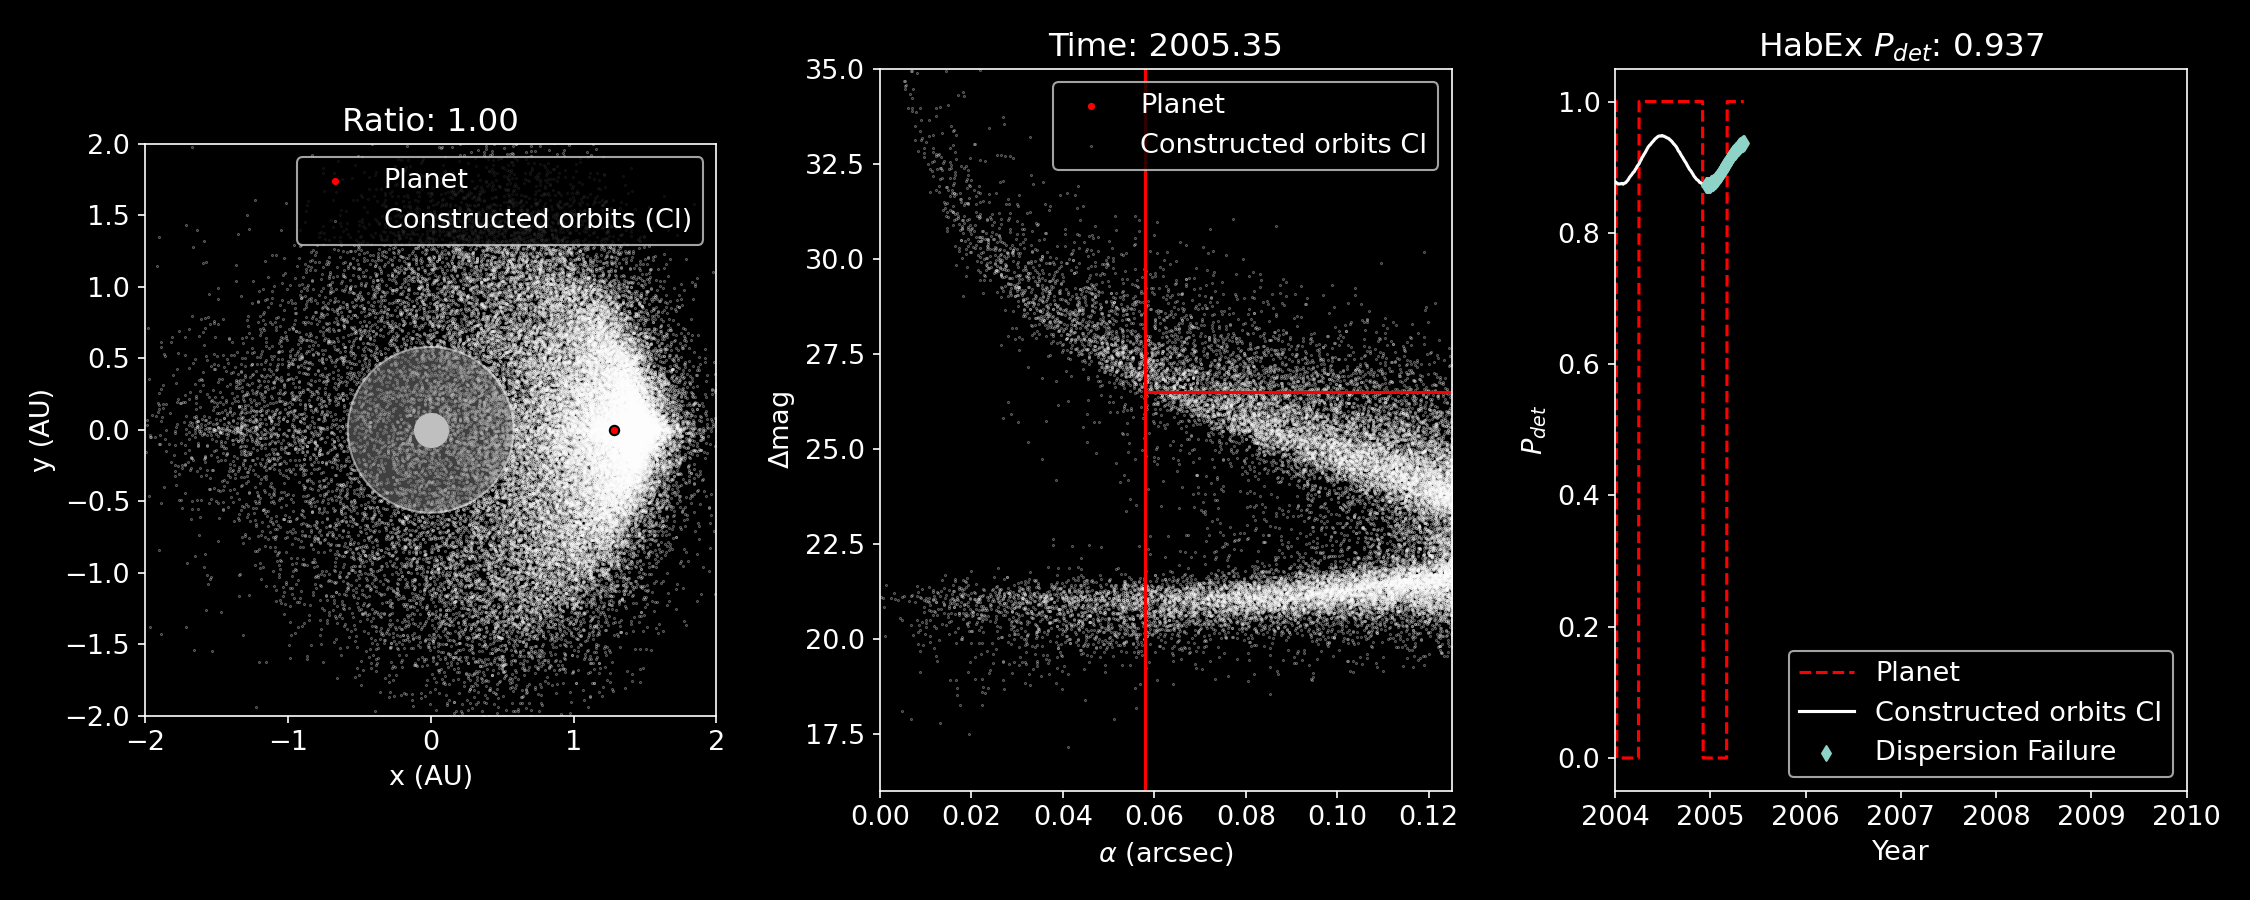 Ratio: 1.00
2.0
1.5
1.0
0.5
0.0
−0.5
−1.0
−1.5
−2.0
y (AU)
Planet
Constructed orbits (CI)
−2
−1
0
1
2
x (AU)
Time: 2005.35
35.0
32.5
30.0
27.5
25.0
22.5
20.0
17.5
Δmag
Planet
Constructed orbits CI
0.00
0.02
0.04
0.06
0.08
0.10
0.12
α (arcsec)
HabEx P_det: 0.937
1.0
0.8
0.6
0.4
0.2
0.0
P_det
Planet
Constructed orbits CI
Dispersion Failure
2004
2005
2006
2007
2008
2009
2010
Year